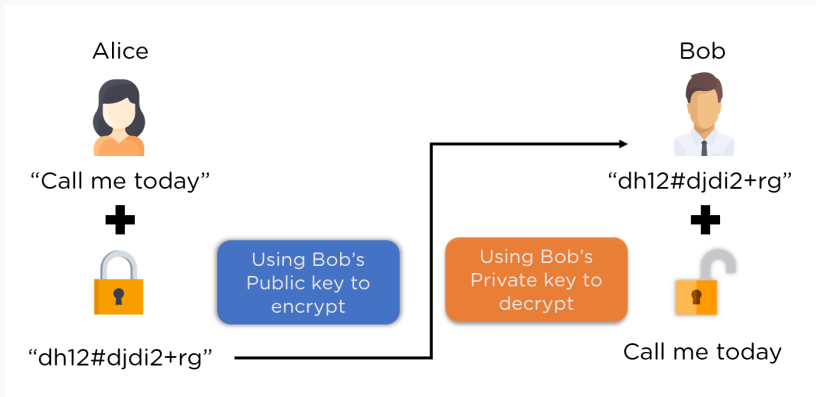 Alice
“Call me today”
Using Bob’s
Public key to
encrypt
“dh12#djdi2+rg”
Bob
“dh12#djdi2+rg”
Using Bob’s
Private key to
decrypt
Call me today